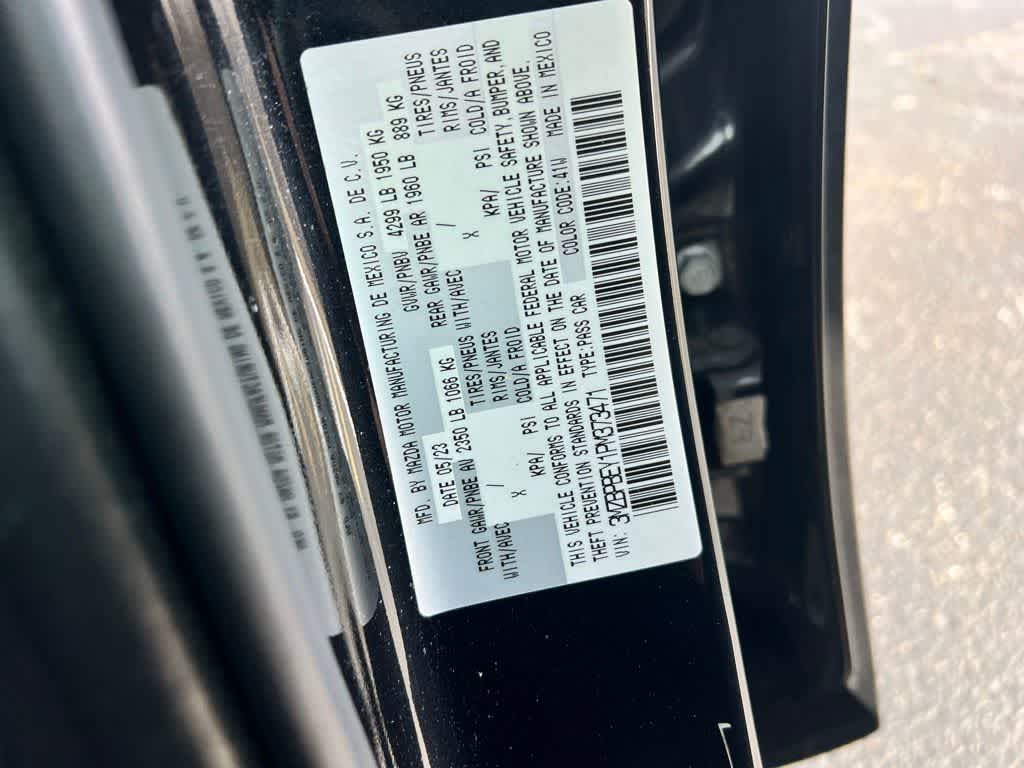 MFD. BY MAZDA MOTOR MANUFACTURING DE MEXICO S.A. DE C.V.
DATE 05/23 GVWR/PNBV 4299 LB 1950 KG
FRONT GAWR/PNBE AV 2350 LB 1066 KG REAR GAWR/PNBE AR 1960 LB 889 KG
WITH/AVEC / TIRES/PNEUS WITH/AVEC / TIRES/PNEUS
X RIMS/JANTES X RIMS/JANTES
KPA/ PSI COLD/A FROID KPA/ PSI COLD/A FROID
THIS VEHICLE CONFORMS TO ALL APPLICABLE FEDERAL MOTOR VEHICLE SAFETY, BUMPER, AND
THEFT PREVENTION STANDARDS IN EFFECT ON THE DATE OF MANUFACTURE SHOWN ABOVE.
VIN: 3MZBPBEY1PM373471 TYPE:PASS CAR COLOR CODE:41W MADE IN MEXICO
EZ